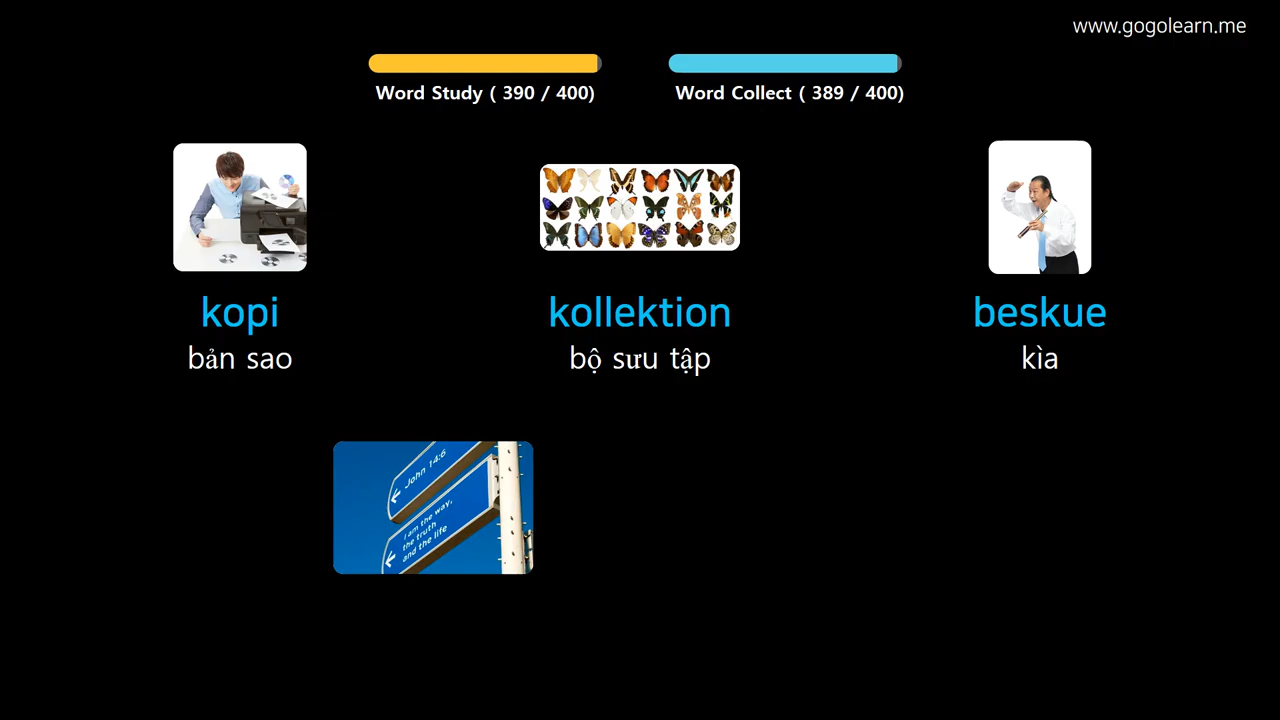 www.gogolearn.me
Word Study ( 390 / 400)
Word Collect ( 389 / 400)
kopi
bản sao
kollektion
bộ sưu tập
beskue
kìa
John 14:6
I am the way,
the truth
and the life